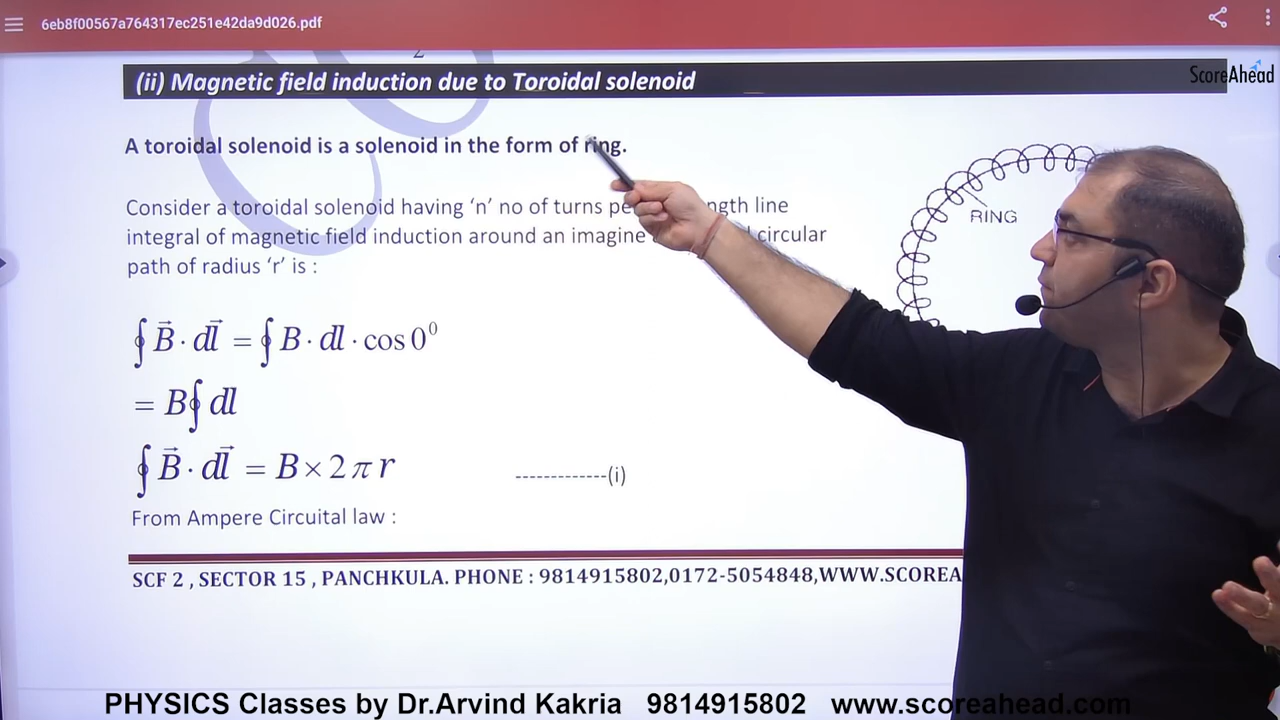 6eb8f00567a764317ec251e42da9d026.pdf
2
(ii) Magnetic field induction due to Toroidal solenoid
ScoreAhead
A toroidal solenoid is a solenoid in the form of ring.
RING
Consider a toroidal solenoid having ‘n’ no of turns pe ngth line
integral of magnetic field induction around an imagine circular
path of radius ‘r’ is :
∮ B⃗ · dl⃗ = ∮ B · dl · cos 0⁰
= B∮ dl
∮ B⃗ · dl⃗ = B × 2 π r -------------(i)
From Ampere Circuital law :
SCF 2 , SECTOR 15 , PANCHKULA. PHONE : 9814915802,0172-5054848,WWW.SCOREA
PHYSICS Classes by Dr.Arvind Kakria 9814915802 www.scoreahead.com